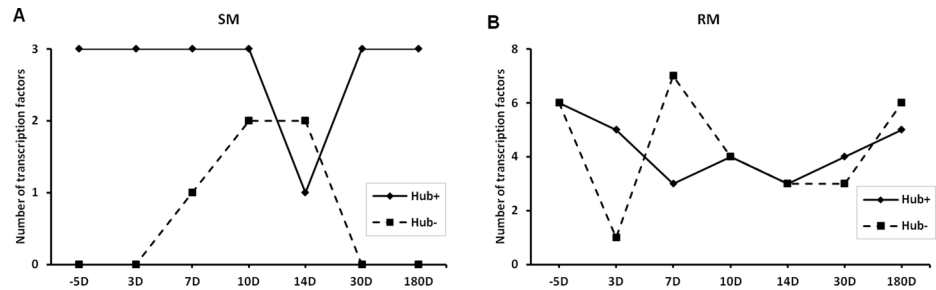 A
SM
Number of transcription factors
3
2
1
0
-5D 3D 7D 10D 14D 30D 180D
Hub+
Hub-
B
RM
Number of transcription factors
8
6
4
2
0
-5D 3D 7D 10D 14D 30D 180D
Hub+
Hub-